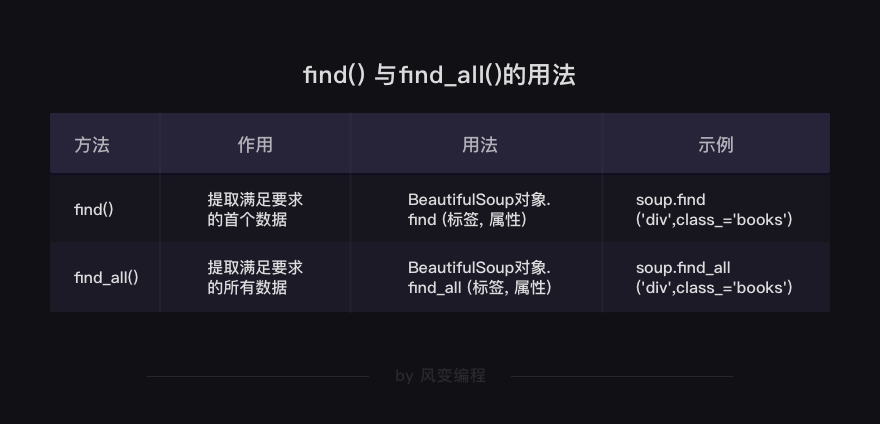 find() 与find_all()的用法
方法
作用
用法
示例
find()
提取满足要求
的首个数据
BeautifulSoup对象.
find (标签, 属性)
soup.find
('div',class_='books')
find_all()
提取满足要求
的所有数据
BeautifulSoup对象.
find_all (标签, 属性)
soup.find_all
('div',class_='books')
by 风变编程